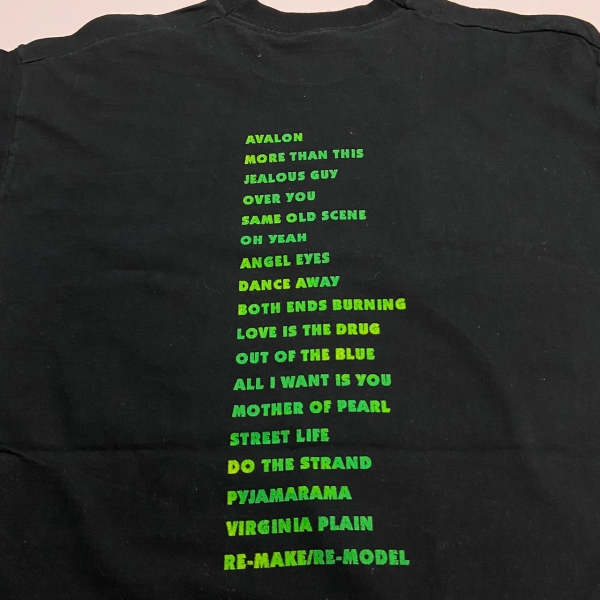 AVALON
MORE THAN THIS
JEALOUS GUY
OVER YOU
SAME OLD SCENE
OH YEAH
ANGEL EYES
DANCE AWAY
BOTH ENDS BURNING
LOVE IS THE DRUG
OUT OF THE BLUE
ALL I WANT IS YOU
MOTHER OF PEARL
STREET LIFE
DO THE STRAND
PYJAMARAMA
VIRGINIA PLAIN
RE-MAKE/RE-MODEL